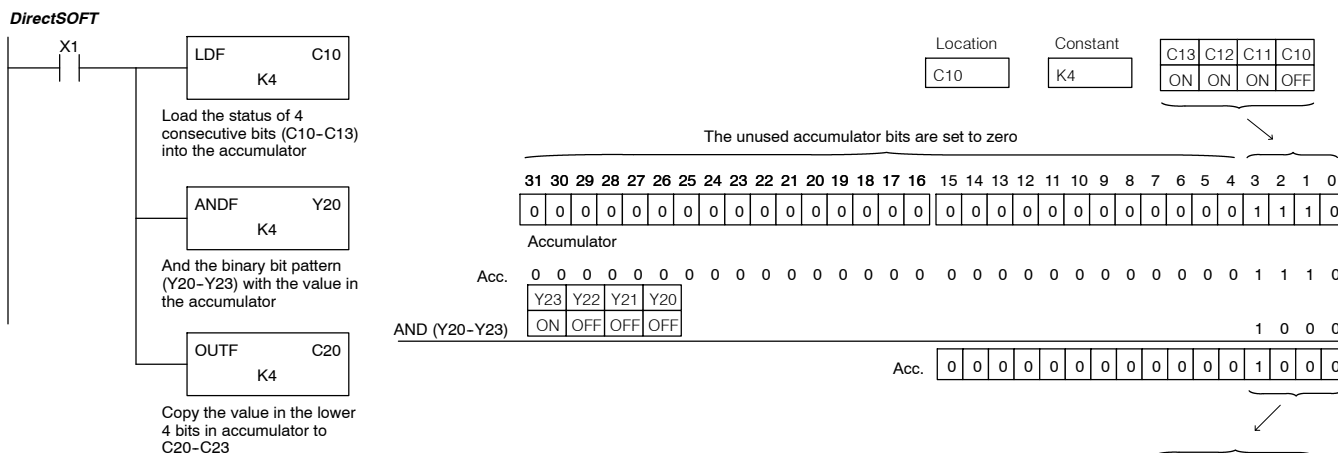 DirectSOFT
X1
LDF C10
K4
Load the status of 4
consecutive bits (C10-C13)
into the accumulator
ANDF Y20
K4
And the binary bit pattern
(Y20-Y23) with the value in
the accumulator
OUTF C20
K4
Copy the value in the lower
4 bits in accumulator to
C20-C23
Location Constant
C10 K4
C13 C12 C11 C10
ON ON ON OFF
The unused accumulator bits are set to zero
31 30 29 28 27 26 25 24 23 22 21 20 19 18 17 16 15 14 13 12 11 10 9 8 7 6 5 4 3 2 1 0
0 0 0 0 0 0 0 0 0 0 0 0 0 0 0 0 0 0 0 0 0 0 0 0 0 0 0 0 1 1 1 0
Accumulator
Acc. 0 0 0 0 0 0 0 0 0 0 0 0 0 0 0 0 0 0 0 0 0 0 0 0 0 0 0 0 1 1 1 0
Y23 Y22 Y21 Y20
ON OFF OFF OFF
AND (Y20-Y23) 1 0 0 0
Acc. 0 0 0 0 0 0 0 0 0 0 0 0 1 0 0 0